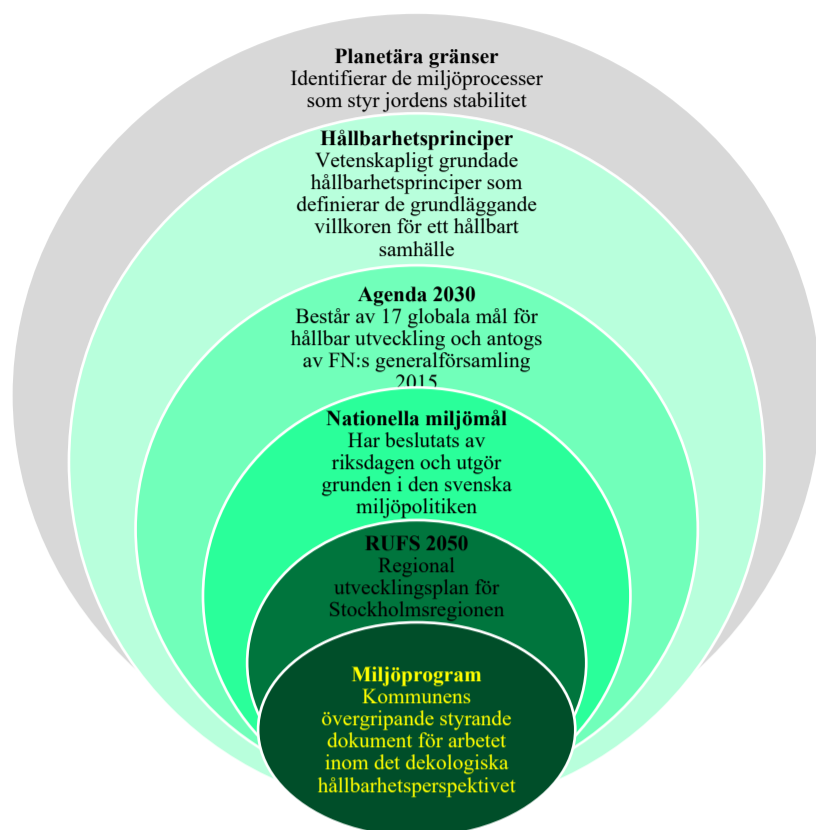 Planetära gränser
Identifierar de miljöprocesser
som styr jordens stabilitet
Hållbarhetsprinciper
Vetenskapligt grundade
hållbarhetsprinciper som
definierar de grundläggande
villkoren för ett hållbart
samhälle
Agenda 2030
Består av 17 globala mål för
hållbar utveckling och antogs
av FN:s generalförsamling
2015
Nationella miljömål
Har beslutats av
riksdagen och utgör
grunden i den svenska
miljöpolitiken
RUFS 2050
Regional
utvecklingsplan för
Stockholmsregionen
Miljöprogram
Kommunens
övergripande styrande
dokument för arbetet
inom det dekologiska
hållbarhetsperspektivet